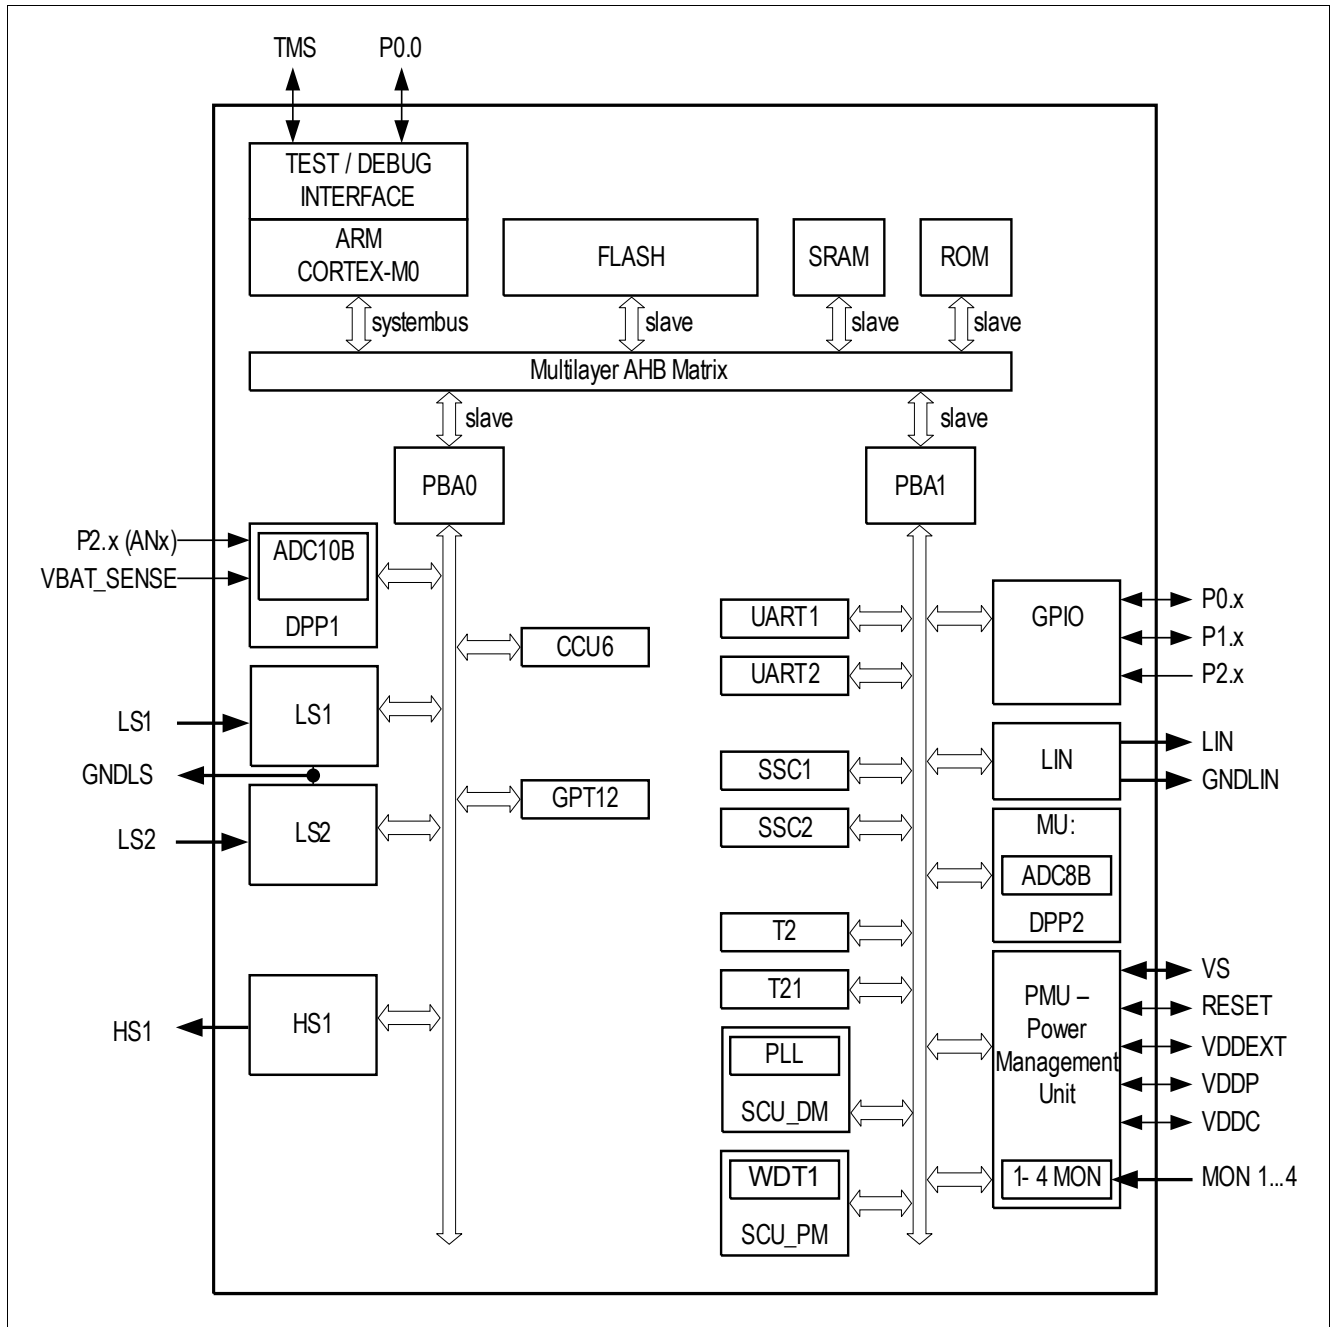 TMS
P0.0
TEST / DEBUG
INTERFACE
ARM
CORTEX-M0
FLASH
SRAM
ROM
systembus
slave
slave
slave
Multilayer AHB Matrix
slave
slave
PBA0
PBA1
P2.x (ANx)
VBAT_SENSE
ADC10B
DPP1
CCU6
LS1
LS1
GNDLS
GPT12
LS2
LS2
HS1
HS1
UART1
UART2
SSC1
SSC2
T2
T21
PLL
SCU_DM
WDT1
SCU_PM
GPIO
P0.x
P1.x
P2.x
LIN
LIN
GNDLIN
MU:
ADC8B
DPP2
PMU –
Power
Management
Unit
VS
RESET
VDDEXT
VDDP
VDDC
1- 4 MON
MON 1...4